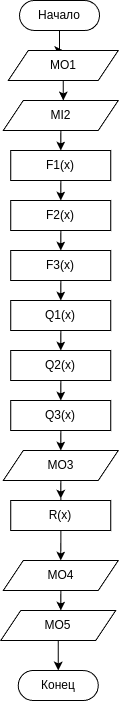 Начало
MO1
MI2
F1(x)
F2(x)
F3(x)
Q1(x)
Q2(x)
Q3(x)
MO3
R(x)
MO4
MO5
Конец